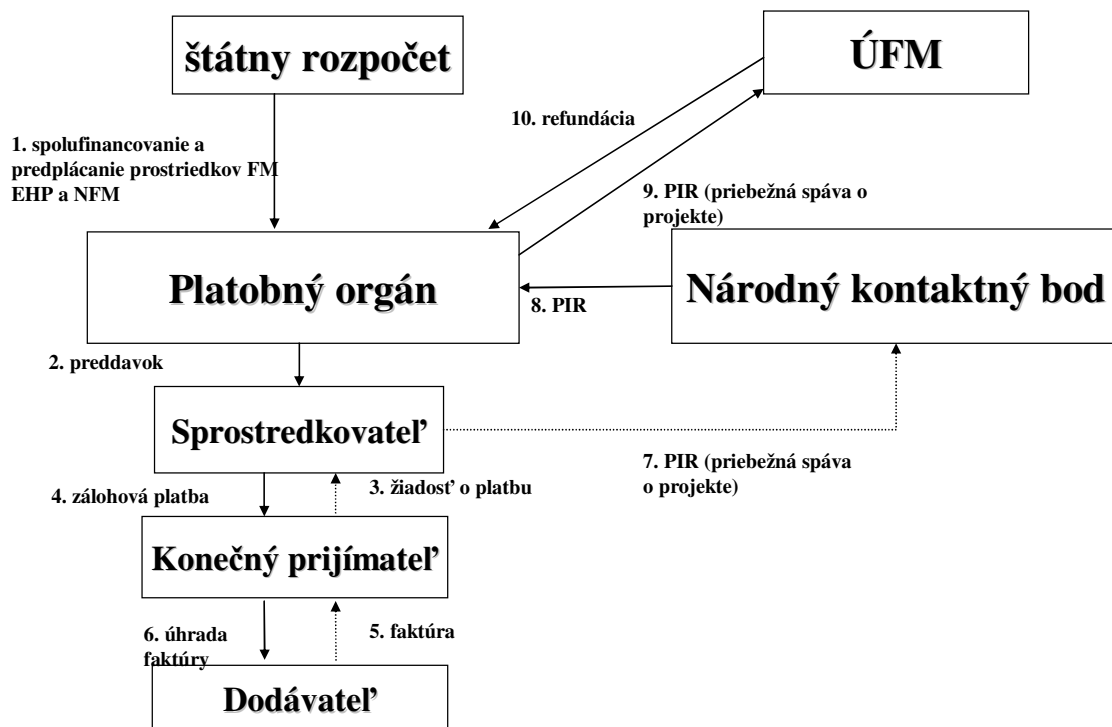 štátny rozpočet
ÚFM
10. refundácia
1. spolufinancovanie a
predplácanie prostriedkov FM
EHP a NFM
9. PIR (priebežná spáva o
projekte)
Platobný orgán
Národný kontaktný bod
8. PIR
2. preddavok
Sprostredkovateľ
7. PIR (priebežná spáva
o projekte)
4. zálohová platba
3. žiadosť o platbu
Konečný prijímateľ
6. úhrada
faktúry
5. faktúra
Dodávateľ